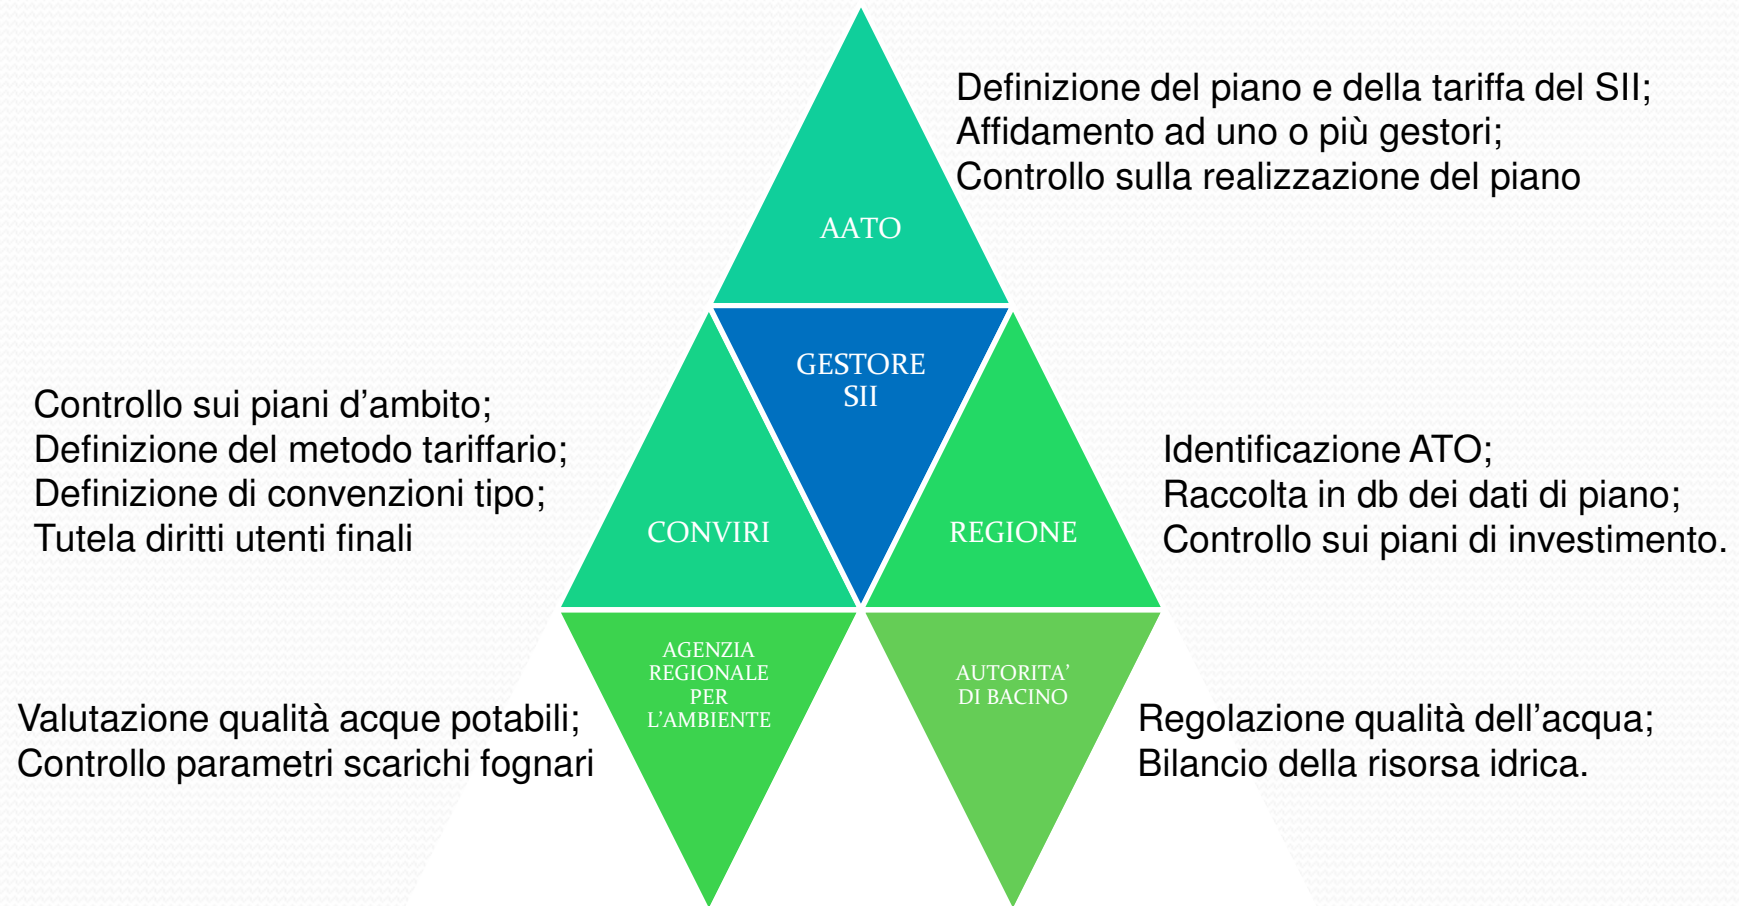 Definizione del piano e della tariffa del SII;
Affidamento ad uno o più gestori;
Controllo sulla realizzazione del piano
AATO
GESTORE
SII
Controllo sui piani d’ambito;
Definizione del metodo tariffario;
Definizione di convenzioni tipo;
Tutela diritti utenti finali
CONVIRI
REGIONE
Identificazione ATO;
Raccolta in db dei dati di piano;
Controllo sui piani di investimento.
AGENZIA
REGIONALE
PER
L’AMBIENTE
AUTORITA’
DI BACINO
Valutazione qualità acque potabili;
Controllo parametri scarichi fognari
Regolazione qualità dell’acqua;
Bilancio della risorsa idrica.